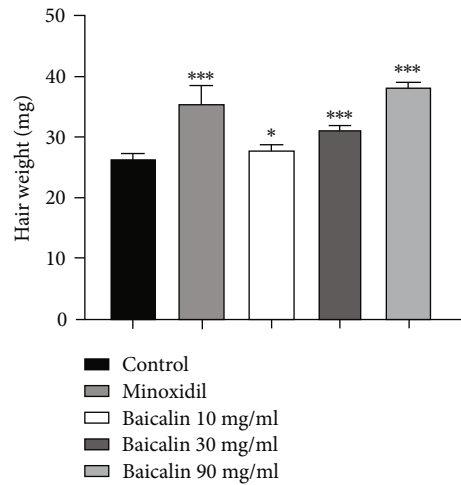 50
40
30
20
10
0
Hair weight (mg)
***
*
***
***
Control
Minoxidil
Baicalin 10 mg/ml
Baicalin 30 mg/ml
Baicalin 90 mg/ml